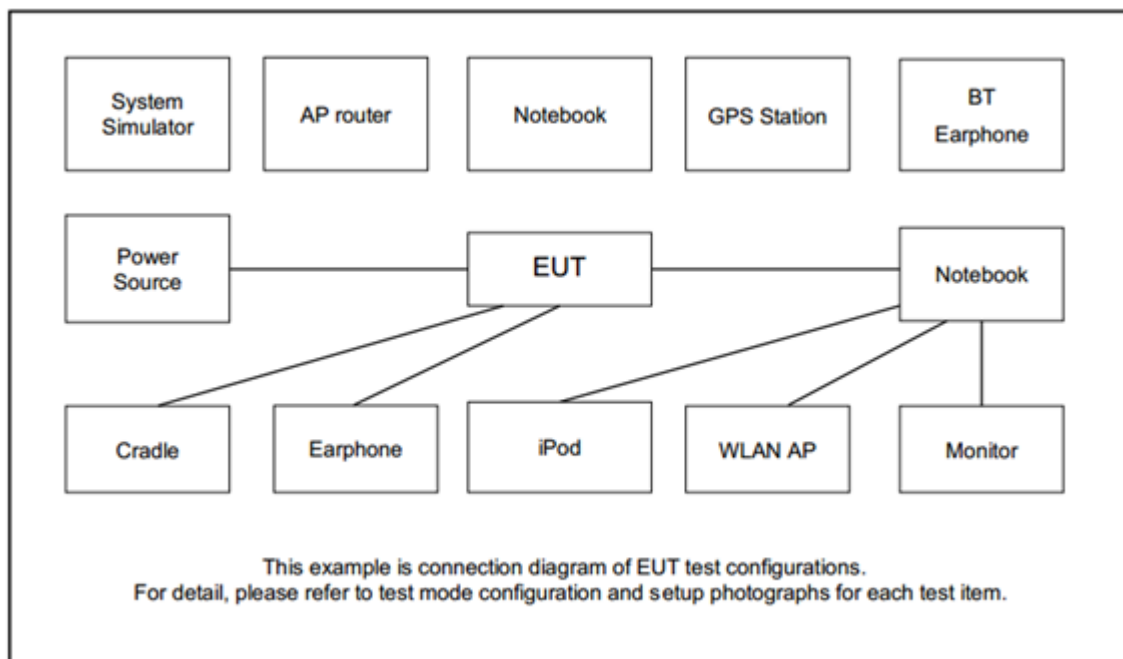 System
Simulator
AP router
Notebook
GPS Station
BT
Earphone
Power
Source
EUT
Notebook
Cradle
Earphone
iPod
WLAN AP
Monitor
This example is connection diagram of EUT test configurations.
For detail, please refer to test mode configuration and setup photographs for each test item.